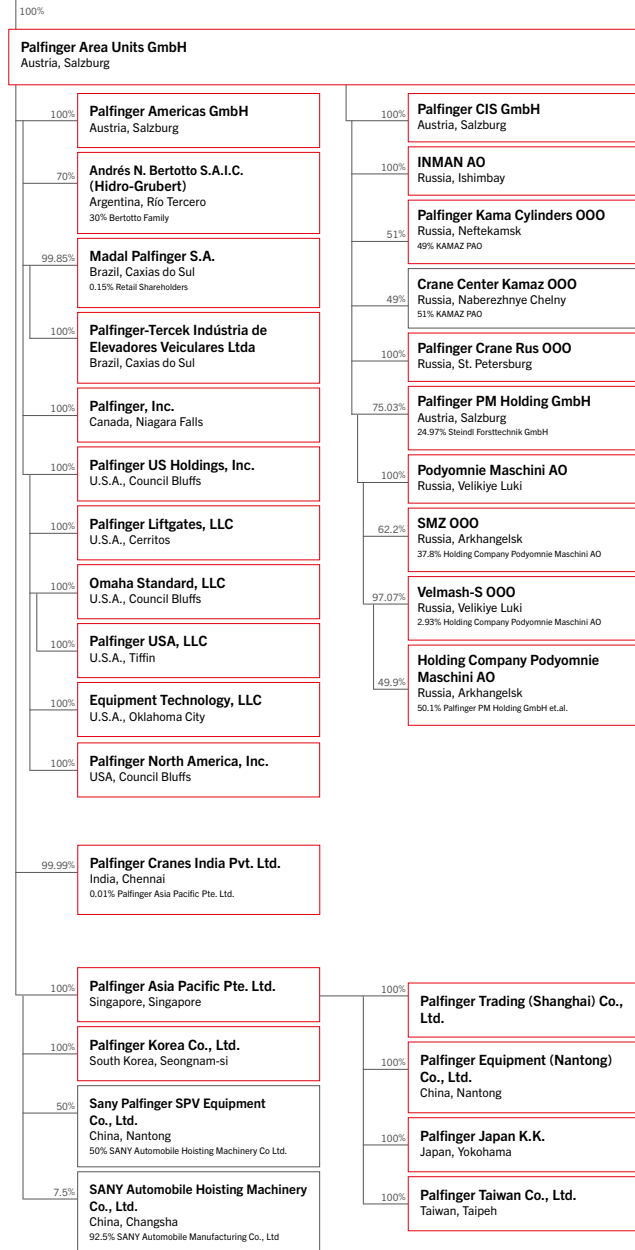 100%
Palfinger Area Units GmbH
Austria, Salzburg
100%
Palfinger Americas GmbH
Austria, Salzburg
70%
Andrés N. Bertotto S.A.I.C.
(Hidro-Grubert)
Argentina, Río Tercero
30% Bertotto Family
99.85%
Madal Palfinger S.A.
Brazil, Caxias do Sul
0.15% Retail Shareholders
100%
Palfinger-Tercek Indústria de
Elevadores Veiculares Ltda
Brazil, Caxias do Sul
100%
Palfinger, Inc.
Canada, Niagara Falls
100%
Palfinger US Holdings, Inc.
U.S.A., Council Bluffs
100%
Palfinger Liftgates, LLC
U.S.A., Cerritos
100%
Omaha Standard, LLC
U.S.A., Council Bluffs
100%
Palfinger USA, LLC
U.S.A., Tiffin
100%
Equipment Technology, LLC
U.S.A., Oklahoma City
100%
Palfinger North America, Inc.
USA, Council Bluffs
100%
Palfinger CIS GmbH
Austria, Salzburg
100%
INMAN AO
Russia, Ishimbay
51%
Palfinger Kama Cylinders OOO
Russia, Neftekamsk
49% KAMAZ PAO
49%
Crane Center Kamaz OOO
Russia, Naberezhnye Chelny
51% KAMAZ PAO
100%
Palfinger Crane Rus OOO
Russia, St. Petersburg
75.03%
Palfinger PM Holding GmbH
Austria, Salzburg
24.97% Steindl Forsttechnik GmbH
100%
Podyomnie Maschini AO
Russia, Velikiye Luki
62.2%
SMZ OOO
Russia, Arkhangelsk
37.8% Holding Company Podyomnie Maschini AO
97.07%
Velmash-S OOO
Russia, Velikiye Luki
2.93% Holding Company Podyomnie Maschini AO
49.9%
Holding Company Podyomnie
Maschini AO
Russia, Arkhangelsk
50.1% Palfinger PM Holding GmbH et.al.
99.99%
Palfinger Cranes India Pvt. Ltd.
India, Chennai
0.01% Palfinger Asia Pacific Pte. Ltd.
100%
Palfinger Asia Pacific Pte. Ltd.
Singapore, Singapore
100%
Palfinger Korea Co., Ltd.
South Korea, Seongnam-si
50%
Sany Palfinger SPV Equipment
Co., Ltd.
China, Nantong
50% SANY Automobile Hoisting Machinery Co Ltd.
7.5%
SANY Automobile Hoisting Machinery
Co., Ltd.
China, Changsha
92.5% SANY Automobile Manufacturing Co., Ltd
100%
Palfinger Trading (Shanghai) Co.,
Ltd.
100%
Palfinger Equipment (Nantong)
Co., Ltd.
China, Nantong
100%
Palfinger Japan K.K.
Japan, Yokohama
100%
Palfinger Taiwan Co., Ltd.
Taiwan, Taipeh